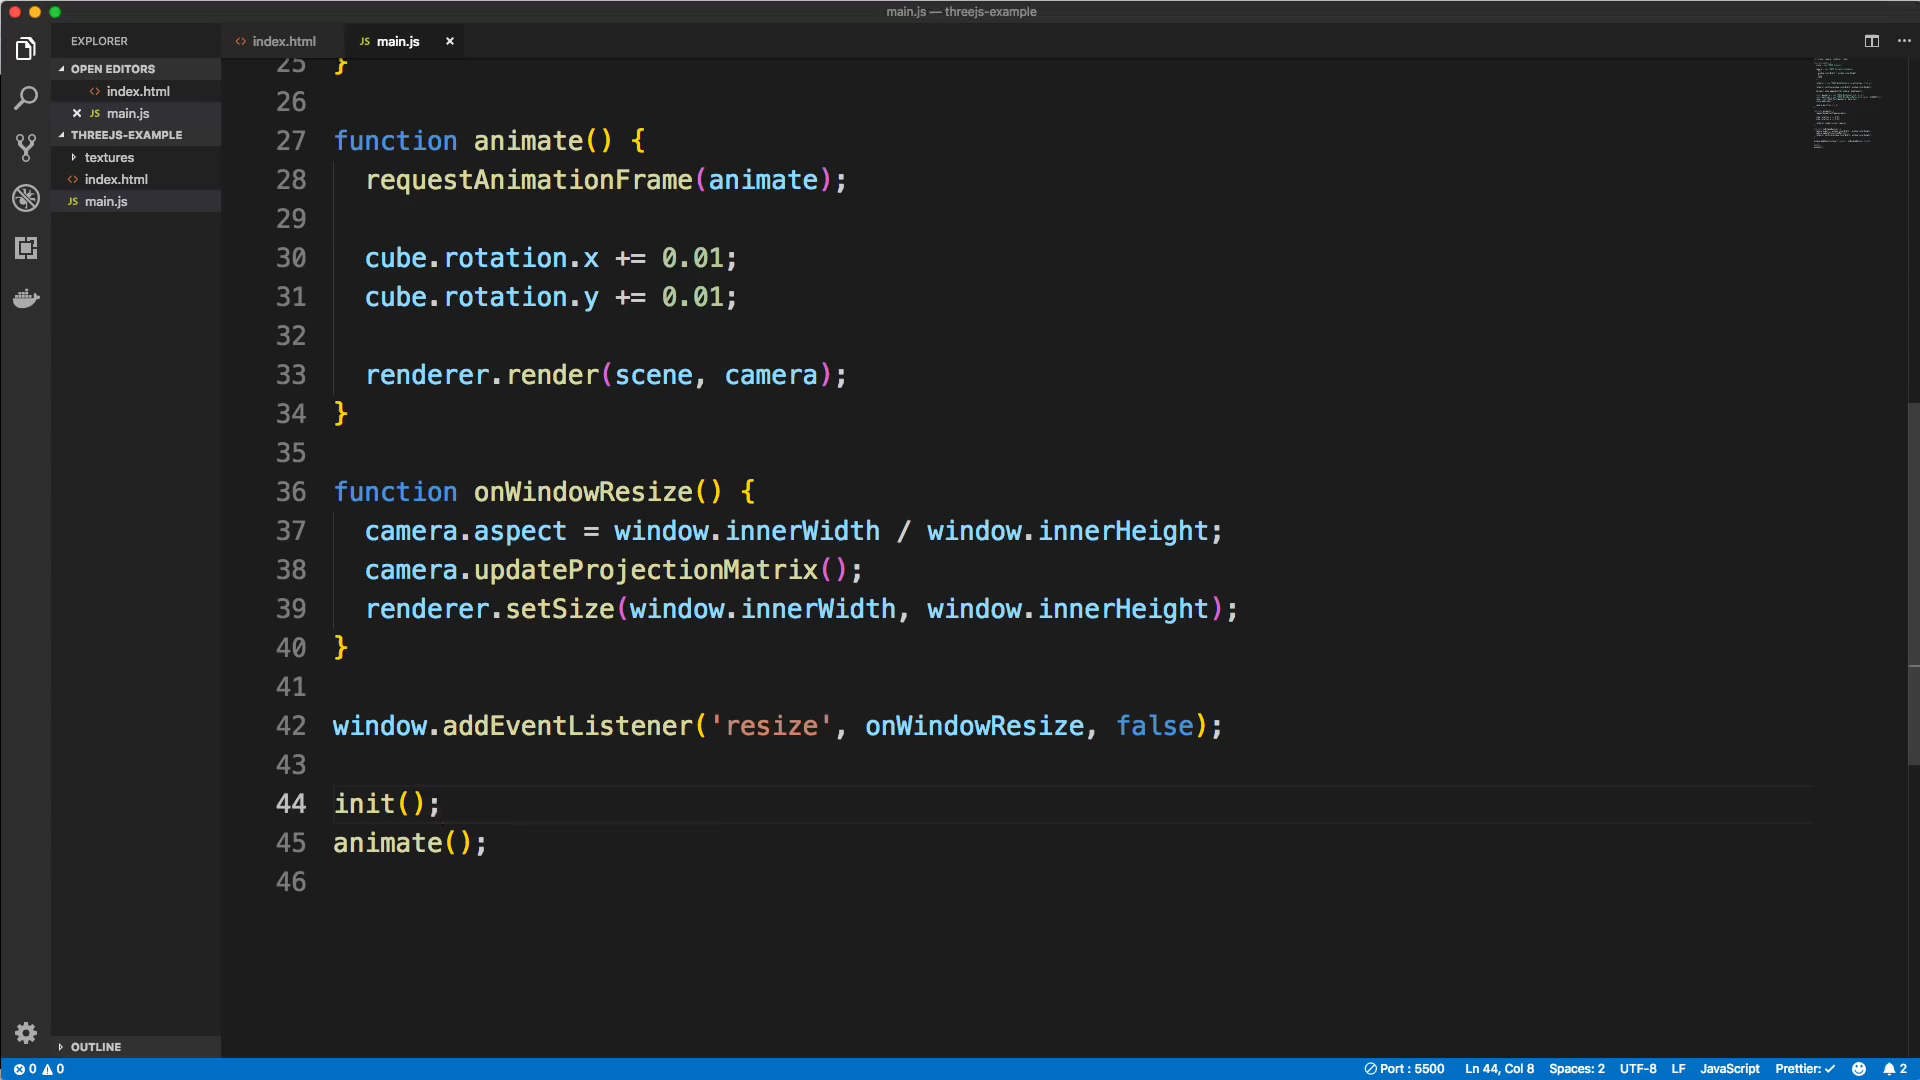 main.js — threejs-example
EXPLORER
OPEN EDITORS
index.html
JS main.js
THREEJS-EXAMPLE
textures
index.html
JS main.js
OUTLINE
index.html
JS main.js
25 }
26
27 function animate() {
28 requestAnimationFrame(animate);
29
30 cube.rotation.x += 0.01;
31 cube.rotation.y += 0.01;
32
33 renderer.render(scene, camera);
34 }
35
36 function onWindowResize() {
37 camera.aspect = window.innerWidth / window.innerHeight;
38 camera.updateProjectionMatrix();
39 renderer.setSize(window.innerWidth, window.innerHeight);
40 }
41
42 window.addEventListener('resize', onWindowResize, false);
43
44 init();
45 animate();
46
0 0 Port : 5500 Ln 44, Col 8 Spaces: 2 UTF-8 LF JavaScript Prettier: ✓ 2